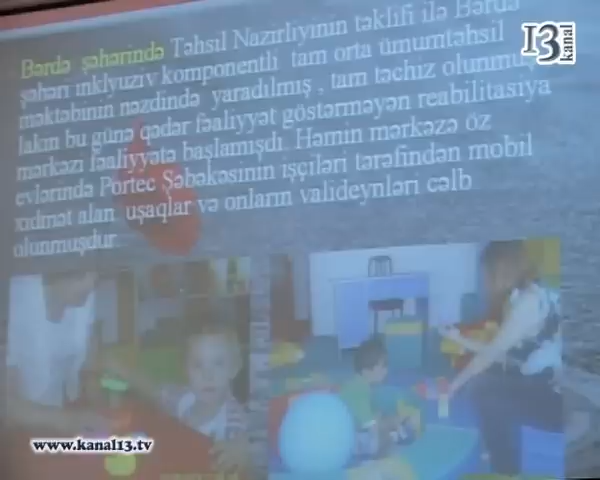 Bərdə şəhərində Təhsil Nazirliyinin təklifi ilə Bərdə
şəhəri inklyuziv komponentli tam orta ümumtəhsil
məktəbinin nəzdində yaradılmış , tam təchiz olunmuş
lakin bu günə qədər fəaliyyət göstərməyən reabilitasiya
mərkəzi fəaliyyətə başlamışdı. Həmin mərkəzə öz
evlərində Portec Şəbəkəsinin işçiləri tərəfindən mobil
xidmət alan uşaqlar və onların valideynləri cəlb
olunmuşdur.
13 kanal
www.kanal13.tv